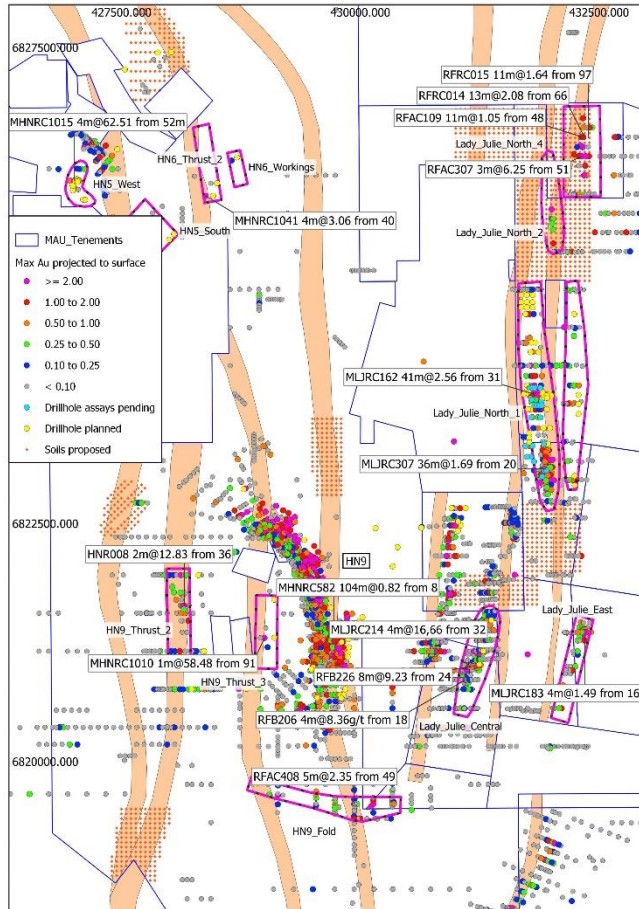 427500.000
430000.000
432500.000
6827500.000
RFRC015 11m@1.64 from 97
RFRC014 13m@2.08 from 66
RFAC109 11m@1.05 from 48
MHNRC1015 4m@62.51 from 52m
Lady_Julie_North_4
HN6_Thrust_2
HN6_Workings
RFAC307 3m@6.25 from 51
HN5_West
MHNRC1041 4m@3.06 from 40
HN5_South
Lady_Julie_North_2
MAU_Tenements
Max Au projected to surface
>= 2.00
1.00 to 2.00
0.50 to 1.00
0.25 to 0.50
0.10 to 0.25
< 0.10
Drillhole assays pending
Drillhole planned
Soils proposed
MLJRC162 41m@2.56 from 31
Lady_Julie_North_1
MLJRC307 36m@1.69 from 20
6822500.000
HNR008 2m@12.83 from 36
HN9
MHNRC582 104m@0.82 from 8
Lady_Julie_East
HN9_Thrust_2
MLJRC214 4m@16,66 from 32
MHNRC1010 1m@58.48 from 91
HN9_Thrust_3
RFB226 8m@9.23 from 24
MLJRC183 4m@1.49 from 16
RFB206 4m@8.36g/t from 18
Lady_Julie_Central
6820000.000
RFAC408 5m@2.35 from 49
HN9_Fold